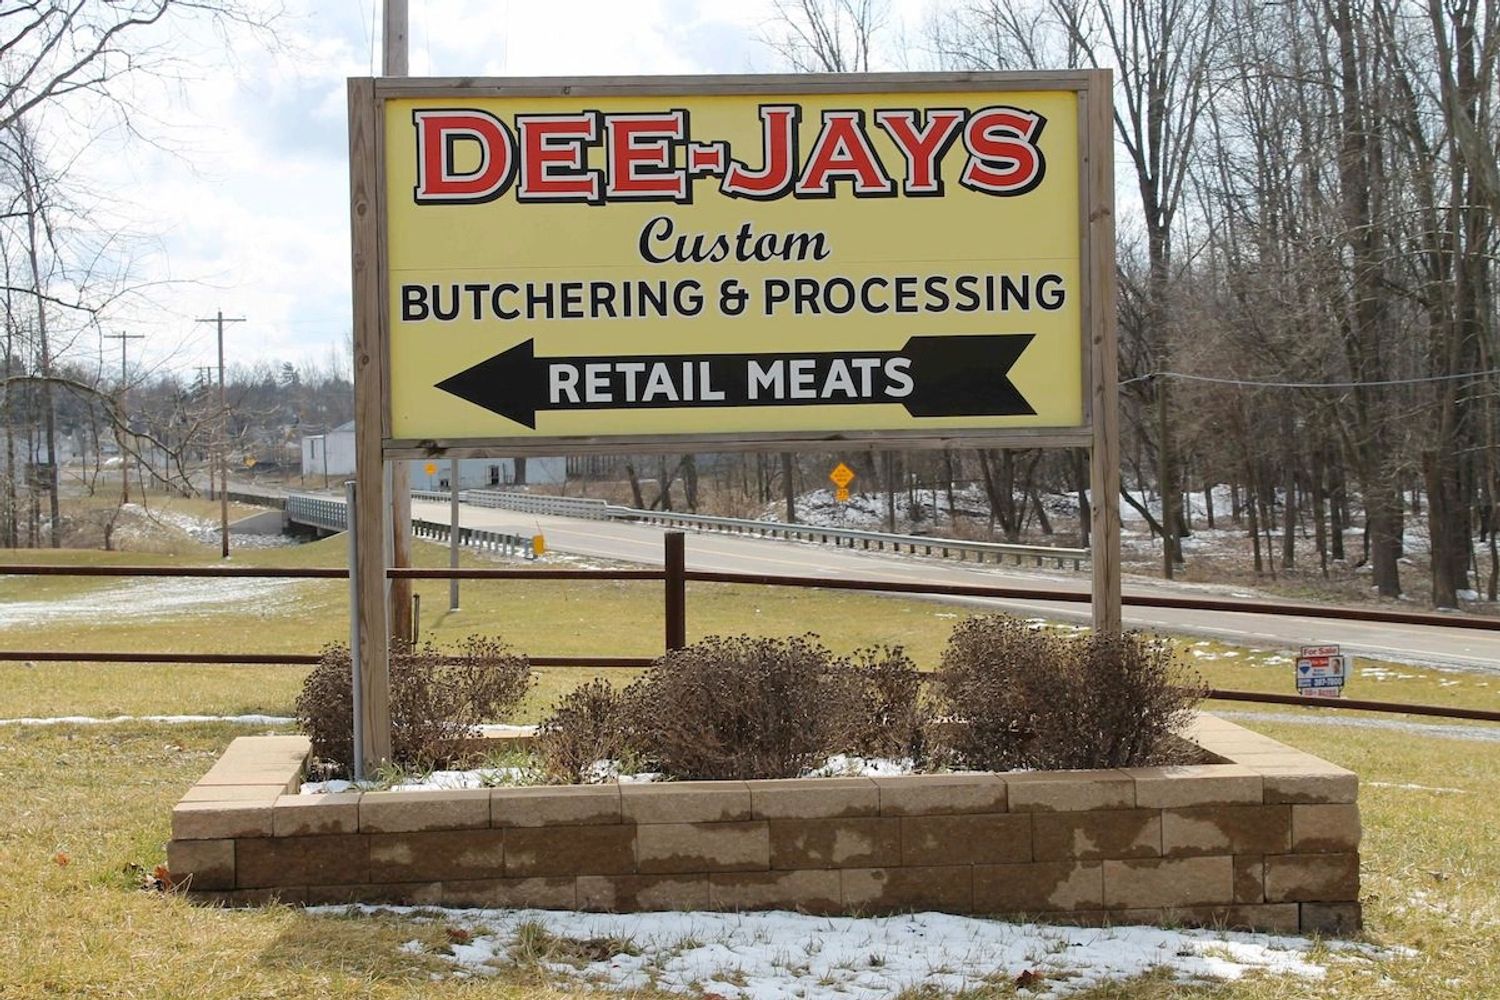 DEE-JAYS
Custom
BUTCHERING & PROCESSING
RETAIL MEATS
For Sale